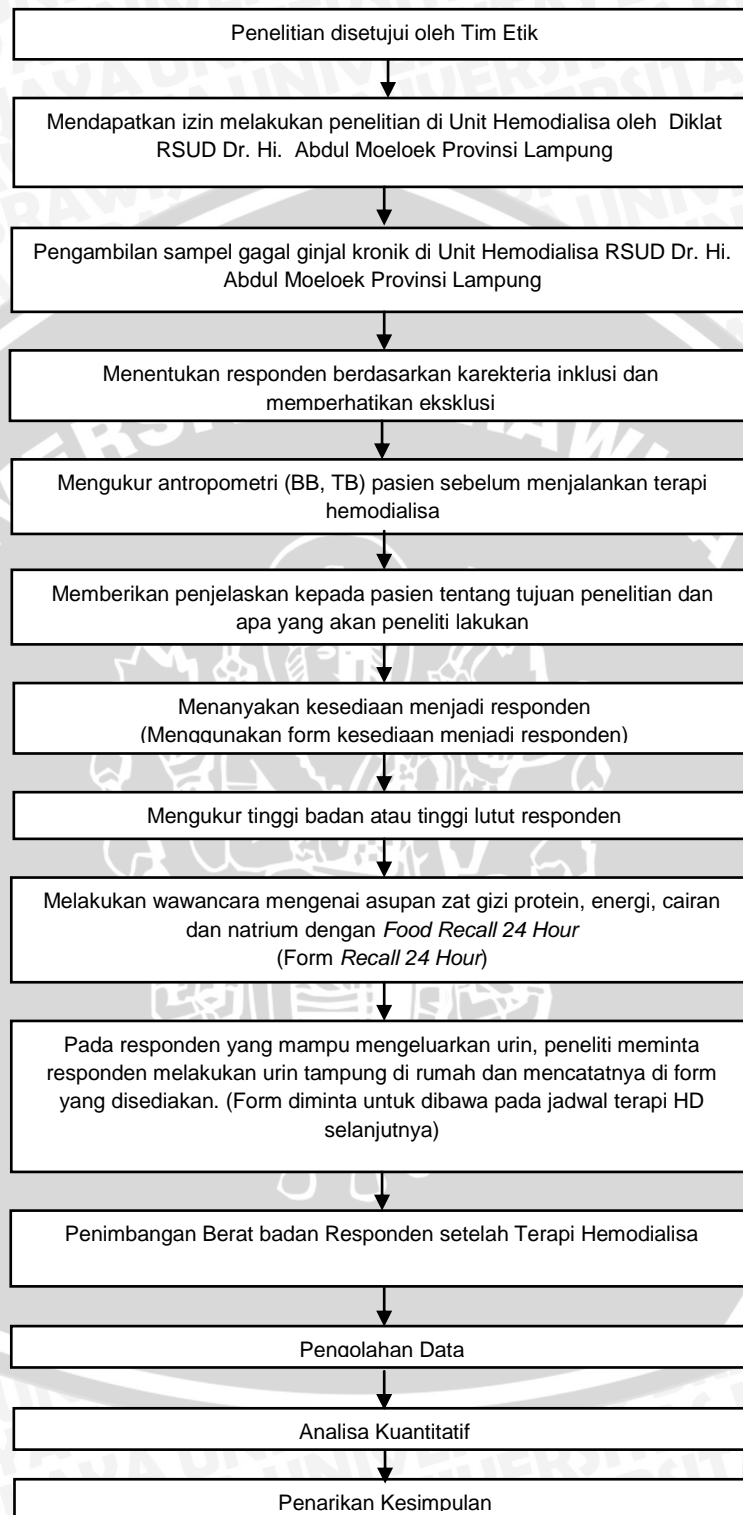 Penelitian disetujui oleh Tim Etik
Mendapatkan izin melakukan penelitian di Unit Hemodialisa oleh Diklat
RSUD Dr. Hi. Abdul Moeloek Provinsi Lampung
Pengambilan sampel gagal ginjal kronik di Unit Hemodialisa RSUD Dr. Hi.
Abdul Moeloek Provinsi Lampung
Menentukan responden berdasarkan karekteria inklusi dan
memperhatikan eksklusi
Mengukur antropometri (BB, TB) pasien sebelum menjalankan terapi
hemodialisa
Memberikan penjelaskan kepada pasien tentang tujuan penelitian dan
apa yang akan peneliti lakukan
Menanyakan kesediaan menjadi responden
(Menggunakan form kesediaan menjadi responden)
Mengukur tinggi badan atau tinggi lutut responden
Melakukan wawancara mengenai asupan zat gizi protein, energi, cairan
dan natrium dengan Food Recall 24 Hour
(Form Recall 24 Hour)
Pada responden yang mampu mengeluarkan urin, peneliti meminta
responden melakukan urin tampung di rumah dan mencatatnya di form
yang disediakan. (Form diminta untuk dibawa pada jadwal terapi HD
selanjutnya)
Penimbangan Berat badan Responden setelah Terapi Hemodialisa
Pengolahan Data
Analisa Kuantitatif
Penarikan Kesimpulan